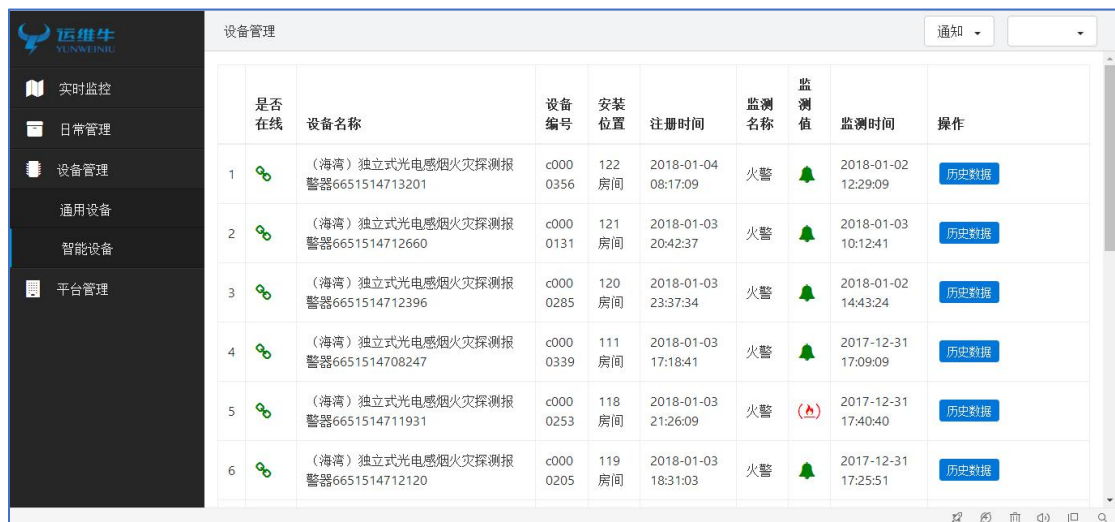 运维牛
YUNWEINIU
设备管理
通知
实时监控
日常管理
设备管理
通用设备
智能设备
平台管理
是否
在线
设备名称
设备
编号
安装
位置
注册时间
监测
名称
监
测
值
监测时间
操作
1
（海湾）独立式光电感烟火灾探测报
警器6651514713201
c000
0356
122
房间
2018-01-04
08:17:09
火警
2018-01-02
12:29:09
历史数据
2
（海湾）独立式光电感烟火灾探测报
警器6651514712660
c000
0131
121
房间
2018-01-03
20:42:37
火警
2018-01-03
10:12:41
历史数据
3
（海湾）独立式光电感烟火灾探测报
警器6651514712396
c000
0285
120
房间
2018-01-03
23:37:34
火警
2018-01-02
14:43:24
历史数据
4
（海湾）独立式光电感烟火灾探测报
警器6651514708247
c000
0339
111
房间
2018-01-03
17:18:41
火警
2017-12-31
17:09:09
历史数据
5
（海湾）独立式光电感烟火灾探测报
警器6651514711931
c000
0253
118
房间
2018-01-03
21:26:09
火警
2017-12-31
17:40:40
历史数据
6
（海湾）独立式光电感烟火灾探测报
警器6651514712120
c000
0205
119
房间
2018-01-03
18:31:03
火警
2017-12-31
17:25:51
历史数据